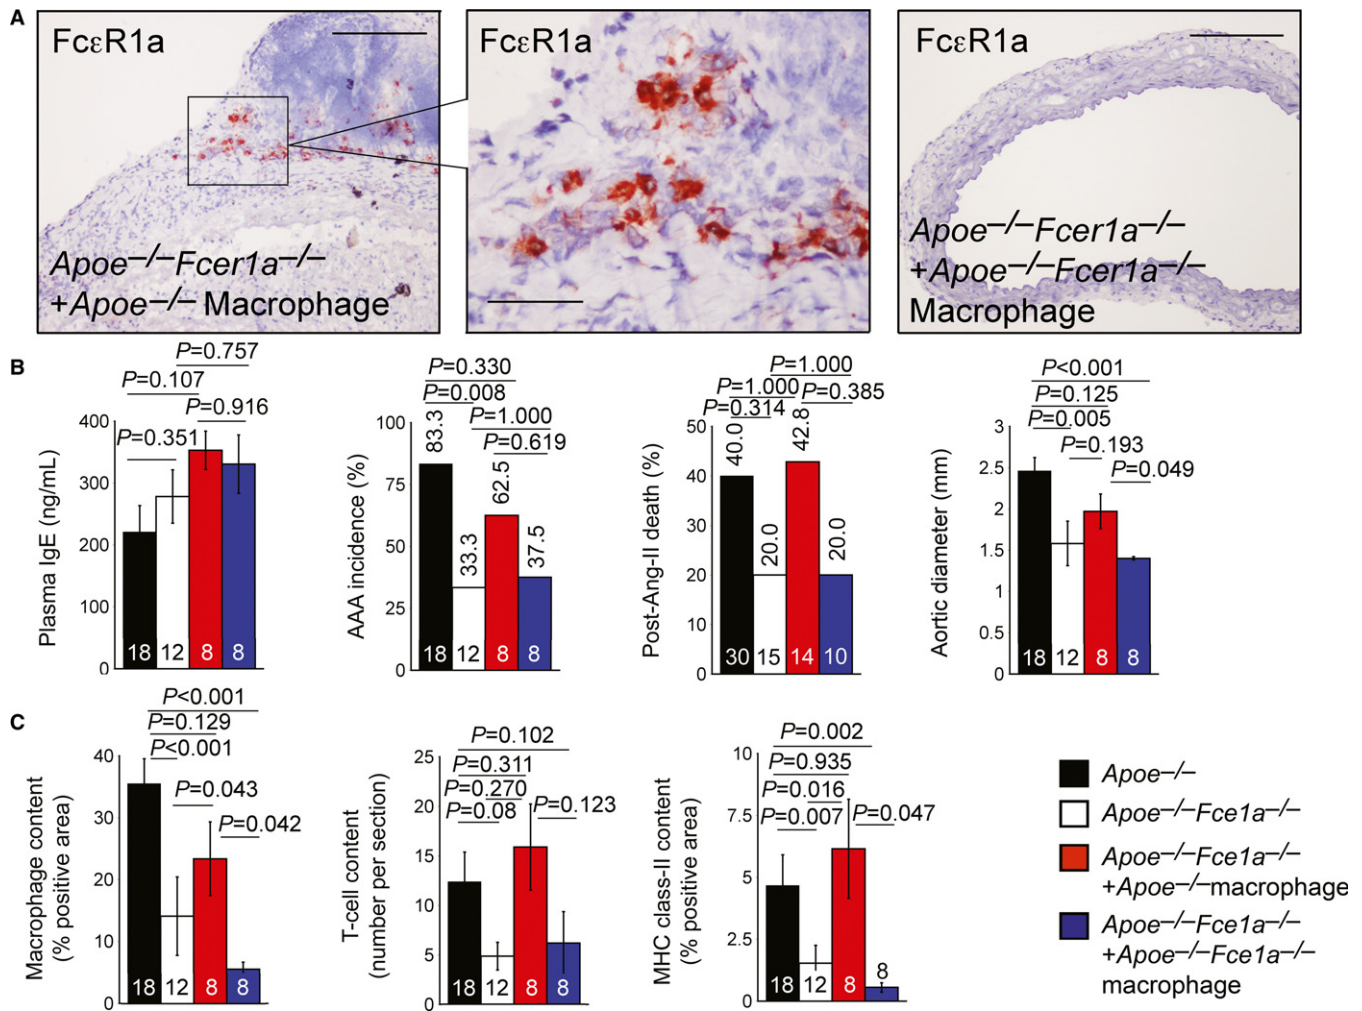 A
FcεR1a
Apoe–/–Fcer1a–/–
+Apoe–/– Macrophage
FcεR1a
FcεR1a
Apoe–/–Fcer1a–/–
+Apoe–/–Fcer1a–/–
Macrophage
B
P=0.757
P=0.107
P=0.916
P=0.351
Plasma IgE (ng/mL)
400
300
200
100
0
18
12
8
8
P=0.330
P=0.008
P=1.000
P=0.619
AAA incidence (%)
100
75
50
25
0
83.3
33.3
62.5
37.5
18
12
8
8
P=1.000
P=1.000
P=0.385
P=0.314
Post-Ang-II death (%)
50
40
30
20
10
0
40.0
20.0
42.8
20.0
30
15
14
10
P<0.001
P=0.125
P=0.005
P=0.193
P=0.049
Aortic diameter (mm)
3
2.5
2
1.5
1
0.5
0
18
12
8
8
C
P<0.001
P=0.129
P<0.001
P=0.043
P=0.042
Macrophage content
(% positive area)
40
30
20
10
0
18
12
8
8
P=0.102
P=0.311
P=0.270
P=0.08
P=0.123
T-cell content
(number per section)
25
20
15
10
5
0
18
12
8
8
P=0.002
P=0.935
P=0.016
P=0.007
P=0.047
MHC class-II content
(% positive area)
10
7.5
5
2.5
0
18
12
8
8
Apoe–/–
Apoe–/–Fce1a–/–
Apoe–/–Fce1a–/–
+Apoe–/–macrophage
Apoe–/–Fce1a–/–
+Apoe–/–Fce1a–/–
macrophage